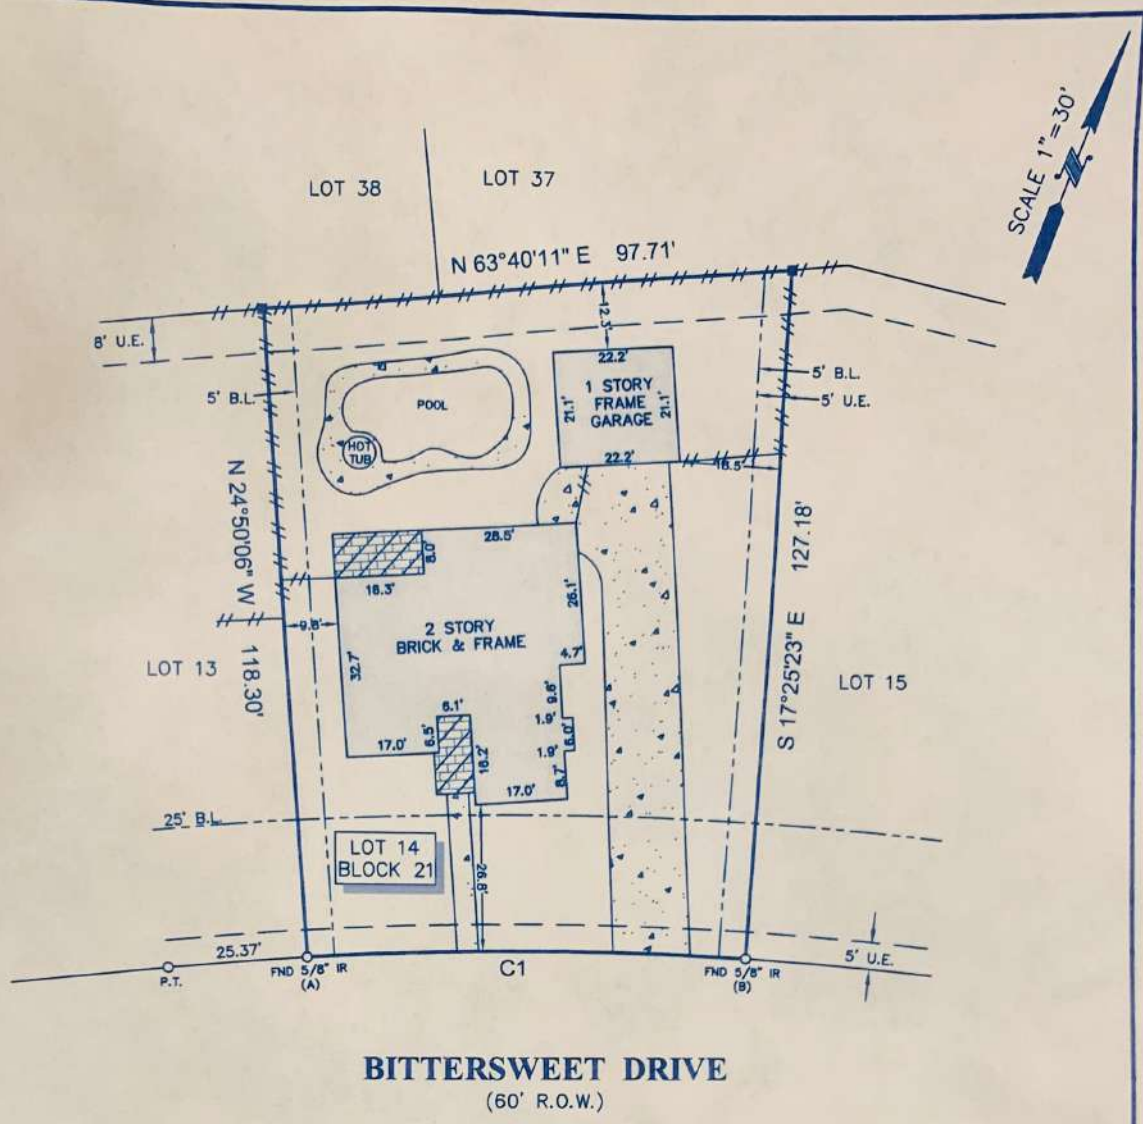 SCALE 1"=30'
LOT 38
LOT 37
N 63°40'11" E 97.71'
8' U.E.
12.3'
5' B.L.
5' B.L.
5' U.E.
POOL
HOT
TUB
22.2'
1 STORY
FRAME
GARAGE
21.1'
21.1'
22.2'
N 24°50'06" W 118.30'
S 17°25'23" E 127.18'
28.5'
8.0'
16.3'
26.1'
9.8'
2 STORY
BRICK & FRAME
32.7'
4.7'
9.6'
LOT 13
LOT 15
6.1'
1.9'
6.5'
6.0'
17.0'
16.2'
1.9'
8.7'
17.0'
25' B.L.
LOT 14
BLOCK 21
26.8'
25.37'
P.T.
FND 5/8" IR
(A)
C1
FND 5/8" IR
(B)
5' U.E.
BITTERSWEET DRIVE
(60' R.O.W.)